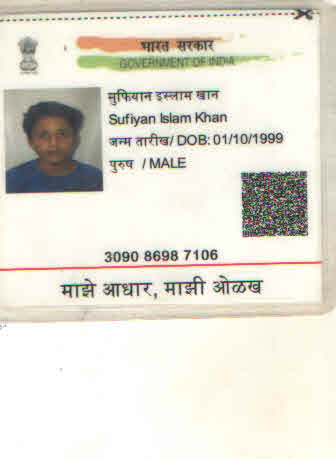 भारत सरकार
GOVERNMENT OF INDIA
सुफियान इस्लाम खान
Sufiyan Islam Khan
जन्म तारीख/ DOB: 01/10/1999
पुरुष / MALE
3090 8698 7106
माझे आधार, माझी ओळख